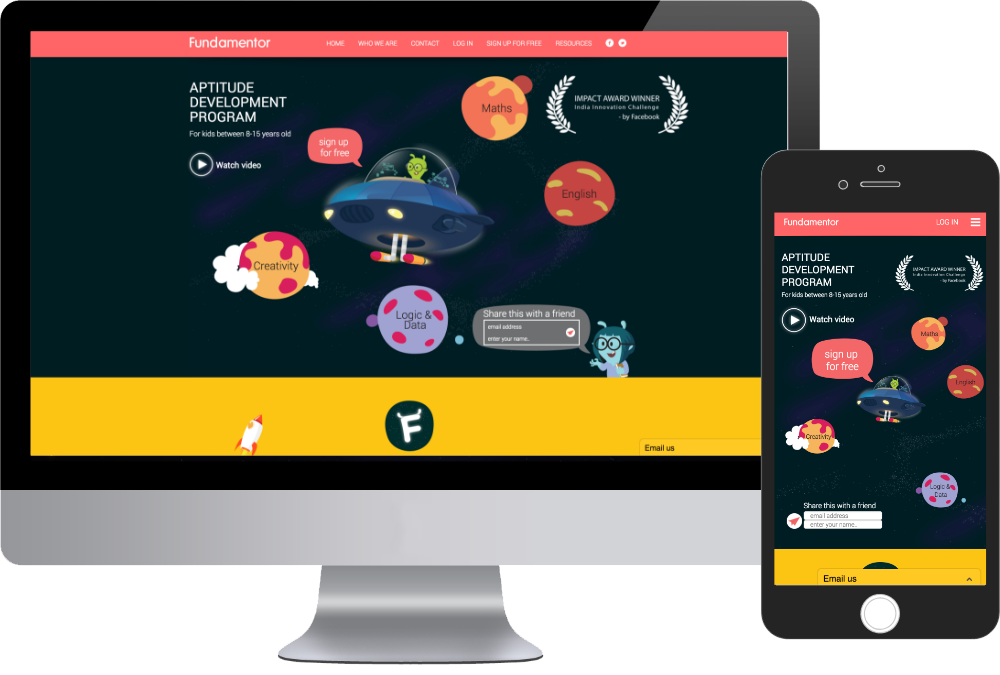 Fundamentor
HOME WHO WE ARE CONTACT LOG IN SIGN UP FOR FREE RESOURCES
APTITUDE
DEVELOPMENT
PROGRAM
For kids between 8-15 years old
Watch video
sign up
for free
Maths
IMPACT AWARD WINNER
India Innovation Challenge
- by Facebook
English
Creativity
Logic &
Data
Share this with a friend
email address
enter your name..
F
Email us
Fundamentor
LOG IN
APTITUDE
DEVELOPMENT
PROGRAM
For kids between 8-15 years old
IMPACT AWARD WINNER
India Innovation Challenge
- by Facebook
Watch video
Maths
sign up
for free
English
Creativity
Logic &
Data
Share this with a friend
email address
enter your name..
Email us